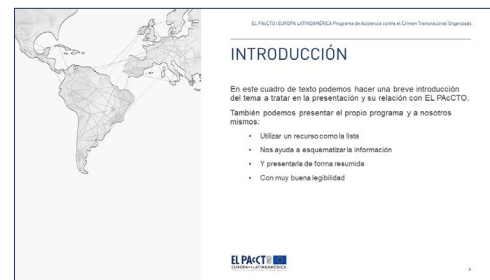 EL PAcCTO | EUROPA LATINOAMÉRICA Programa de Asistencia contra el Crimen Transnacional Organizado
INTRODUCCIÓN
En este cuadro de texto podemos hacer una breve introducción
del tema a tratar en la presentación y su relación con EL PAcCTO.
También podemos presentar el propio programa y a nosotros
mismos:
• Utilizar un recurso como la lista
• Nos ayuda a esquematizar la información
• Y presentarla de forma resumida
• Con muy buena legibilidad
EL PAcCTO
EUROPA↔LATINOAMÉRICA